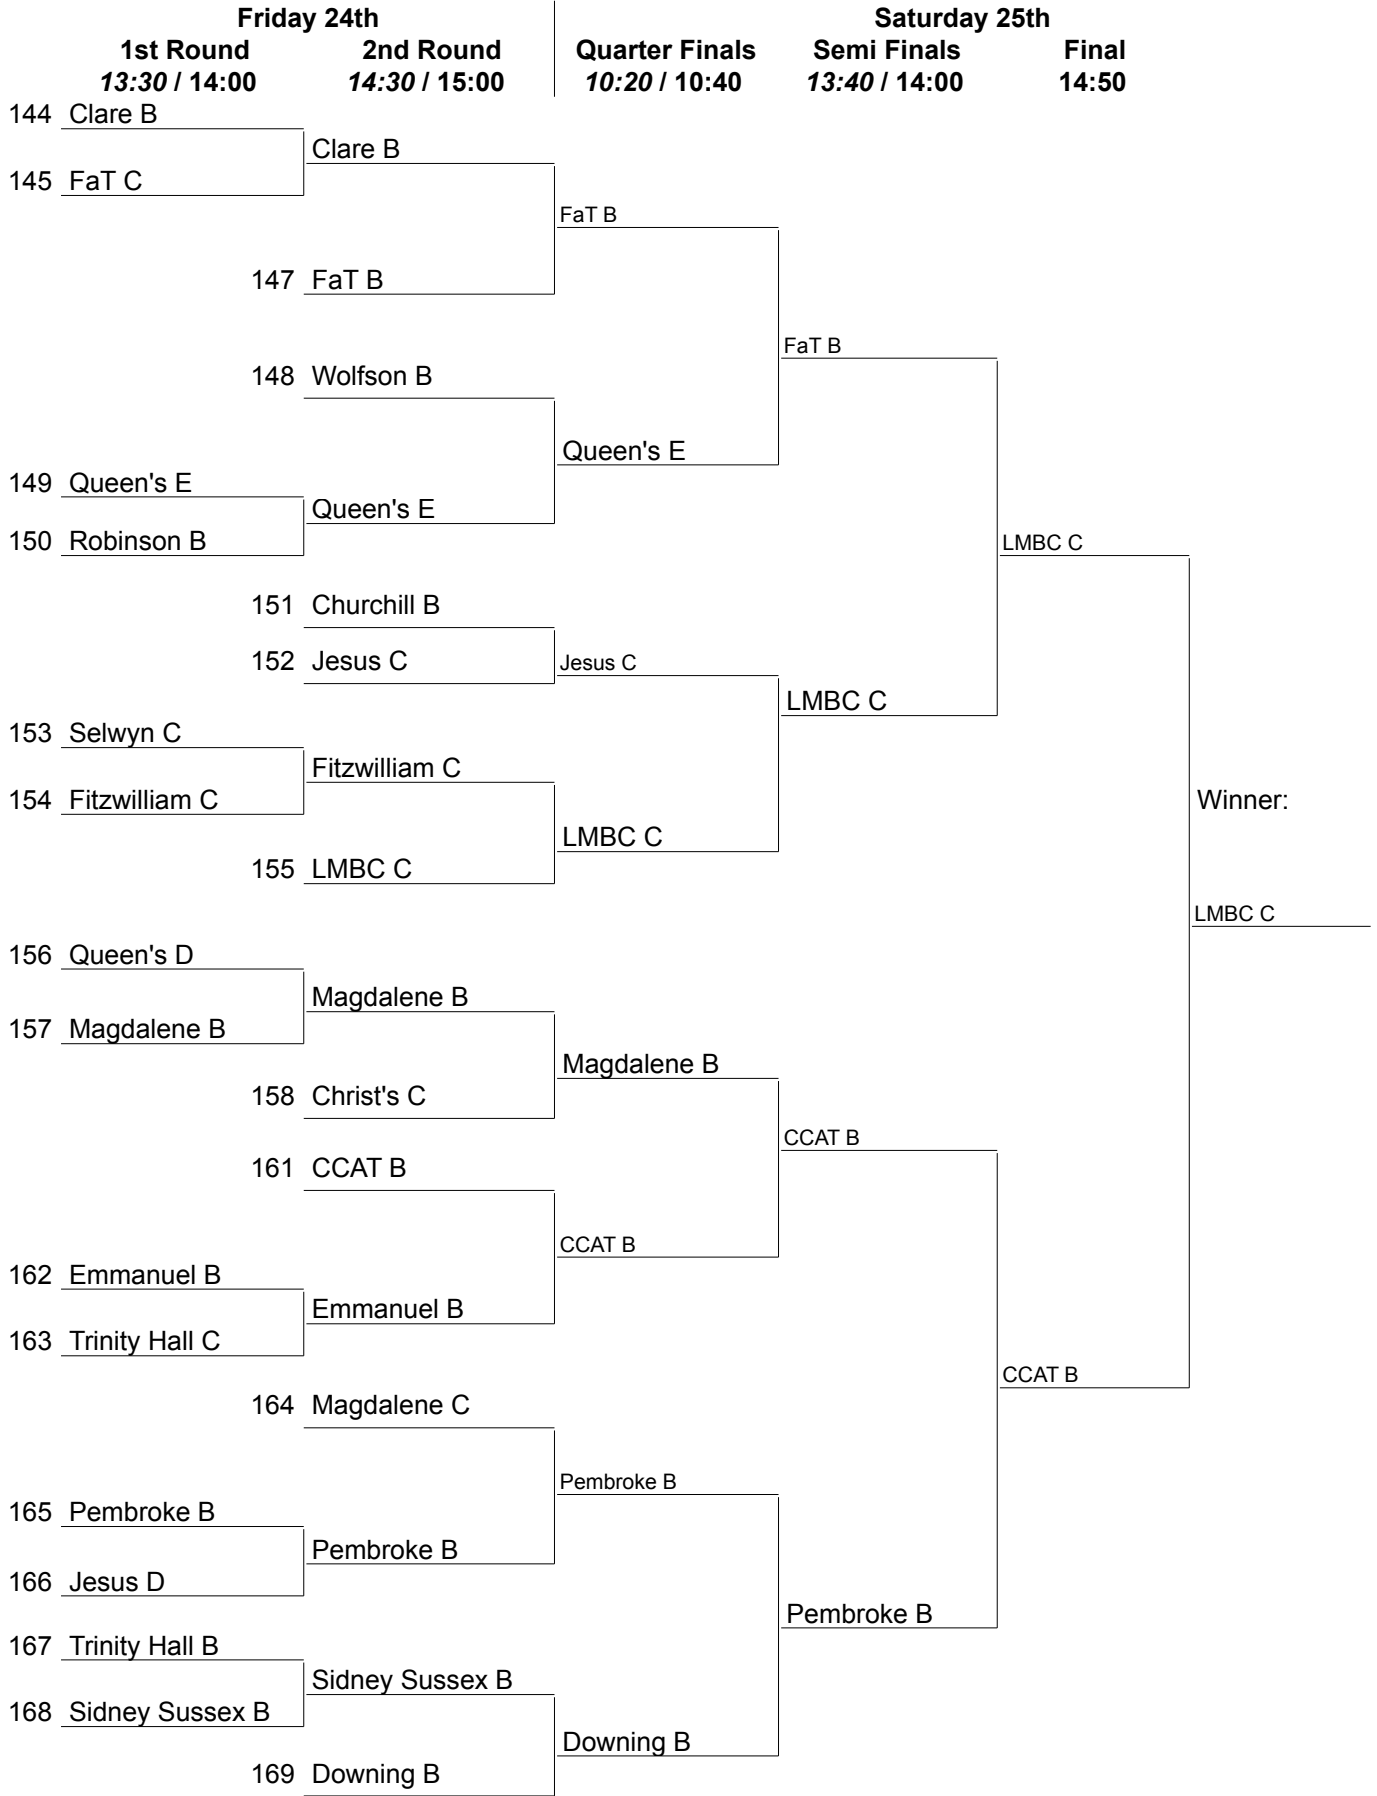 Friday 24th Saturday 25th
1st Round 2nd Round Quarter Finals Semi Finals Final
13:30 / 14:00 14:30 / 15:00 10:20 / 10:40 13:40 / 14:00 14:50
144 Clare B
Clare B
145 FaT C
FaT B
147 FaT B
FaT B
148 Wolfson B
Queen's E
149 Queen's E
Queen's E
150 Robinson B
LMBC C
151 Churchill B
152 Jesus C
Jesus C
LMBC C
153 Selwyn C
Fitzwilliam C
154 Fitzwilliam C
Winner:
LMBC C
155 LMBC C
LMBC C
156 Queen's D
Magdalene B
157 Magdalene B
Magdalene B
158 Christ's C
CCAT B
161 CCAT B
CCAT B
162 Emmanuel B
Emmanuel B
163 Trinity Hall C
CCAT B
164 Magdalene C
Pembroke B
165 Pembroke B
Pembroke B
166 Jesus D
Pembroke B
167 Trinity Hall B
Sidney Sussex B
168 Sidney Sussex B
Downing B
169 Downing B